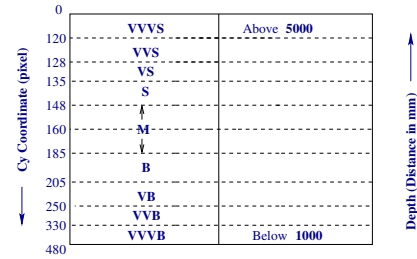 0
VVVS Above 5000
120
VVS
128
VS
135
S
148
160 M
185
B
205
VB
250
VVB
330
VVVB Below 1000
480
Cy Coordinate (pixel)
Depth (Distance in mm)